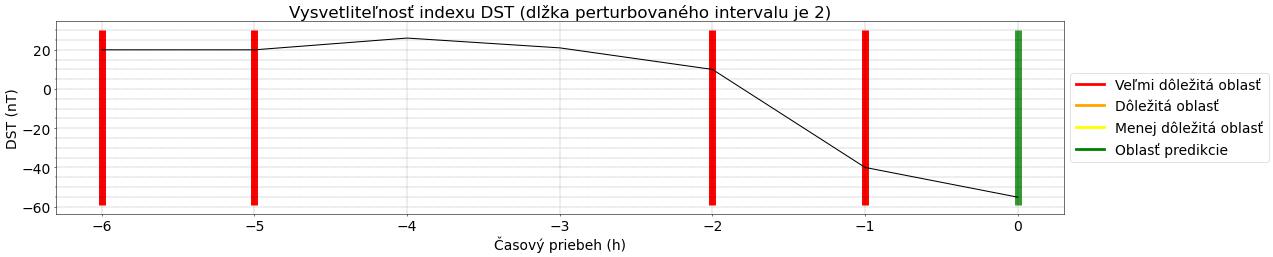 Vysvetliteľnosť indexu DST (dĺžka perturbovaného intervalu je 2)
DST (nT)
20
0
−20
−40
−60
−6 −5 −4 −3 −2 −1 0
Časový priebeh (h)
Veľmi dôležitá oblasť
Dôležitá oblasť
Menej dôležitá oblasť
Oblasť predikcie